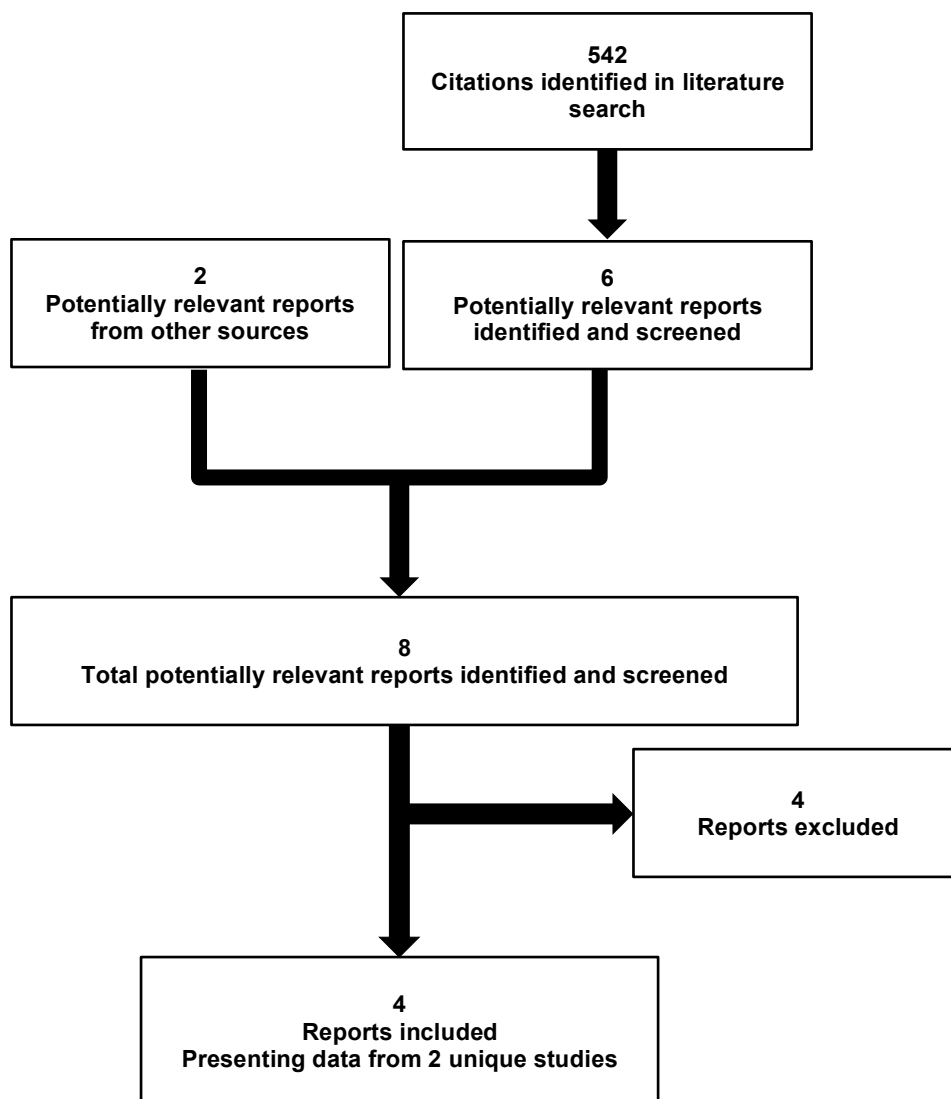 542
Citations identified in literature
search
2
Potentially relevant reports
from other sources
6
Potentially relevant reports
identified and screened
8
Total potentially relevant reports identified and screened
4
Reports excluded
4
Reports included
Presenting data from 2 unique studies